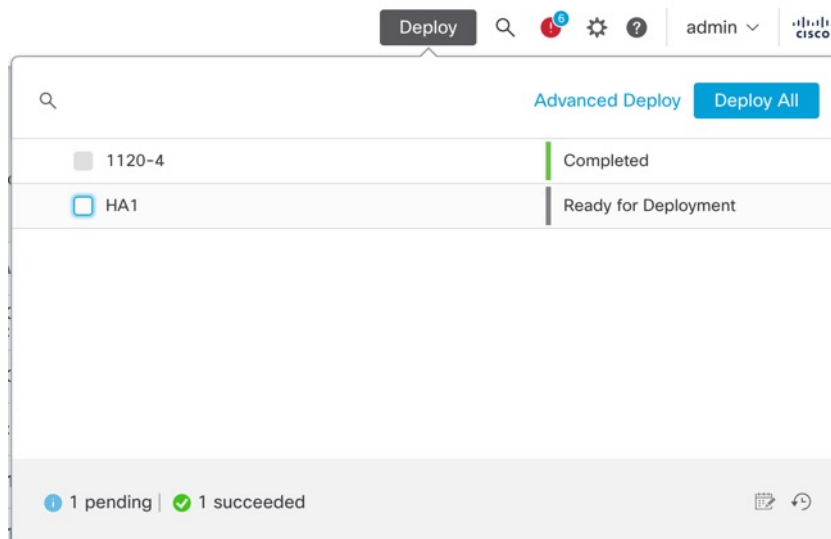 Deploy
6
admin
cisco
Advanced Deploy
Deploy All
1120-4
Completed
HA1
Ready for Deployment
1 pending
1 succeeded